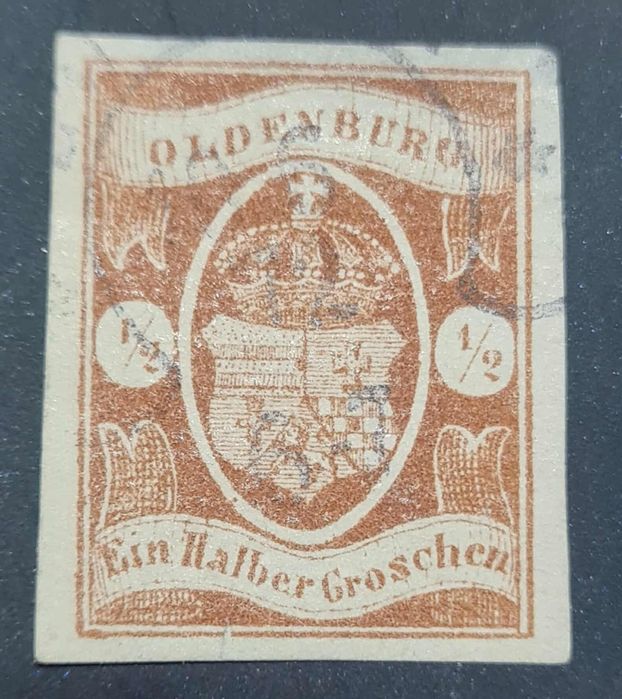 OLDENBURG
1/2 1/2
Ein Halber Groschen